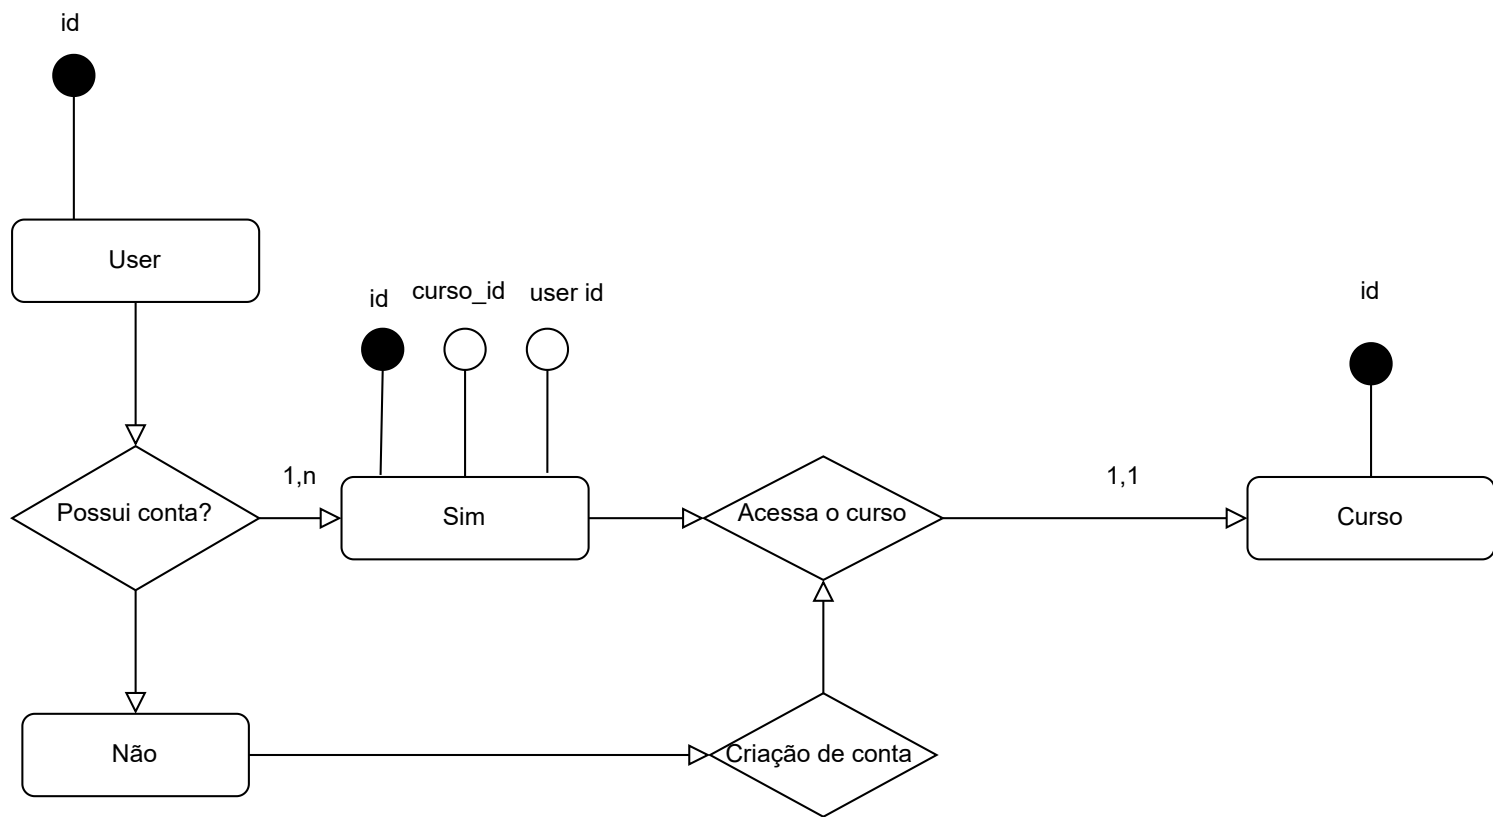 id
User
id
curso_id
user id
id
Possui conta?
1,n
Sim
Acessa o curso
1,1
Curso
Não
Criação de conta